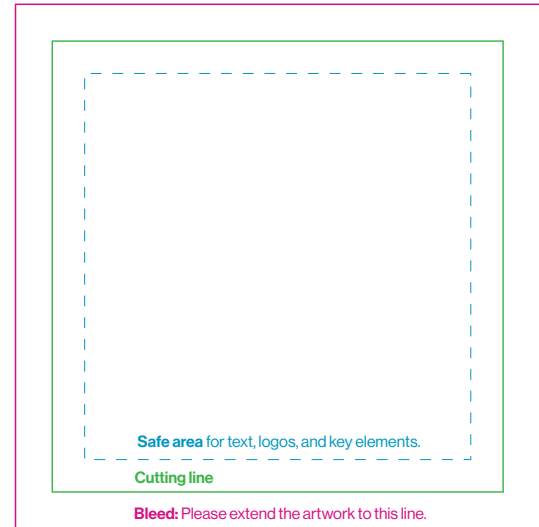 Safe area for text, logos, and key elements.
Cutting line
Bleed: Please extend the artwork to this line.